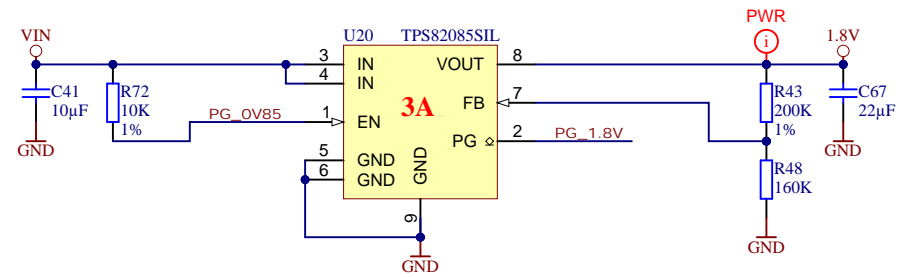 PWR
VIN
U20 TPS82085SIL
1.8V
3 IN VOUT 8
4 IN
C41
10µF
R72
10K
1%
R43
200K
1%
C67
22µF
PG_0V85
1 EN
3A
FB 7
PG 2
PG_1.8V
5 GND
6 GND
GND
9
R48
160K
GND
GND
GND
GND